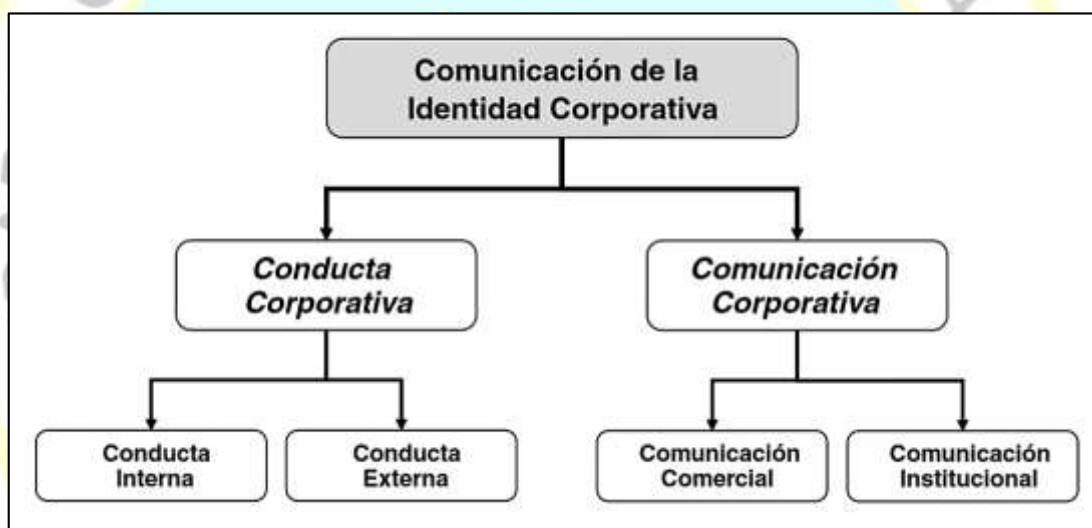 Comunicación de la
Identidad Corporativa
Conducta
Corporativa
Comunicación
Corporativa
Conducta
Interna
Conducta
Externa
Comunicación
Comercial
Comunicación
Institucional